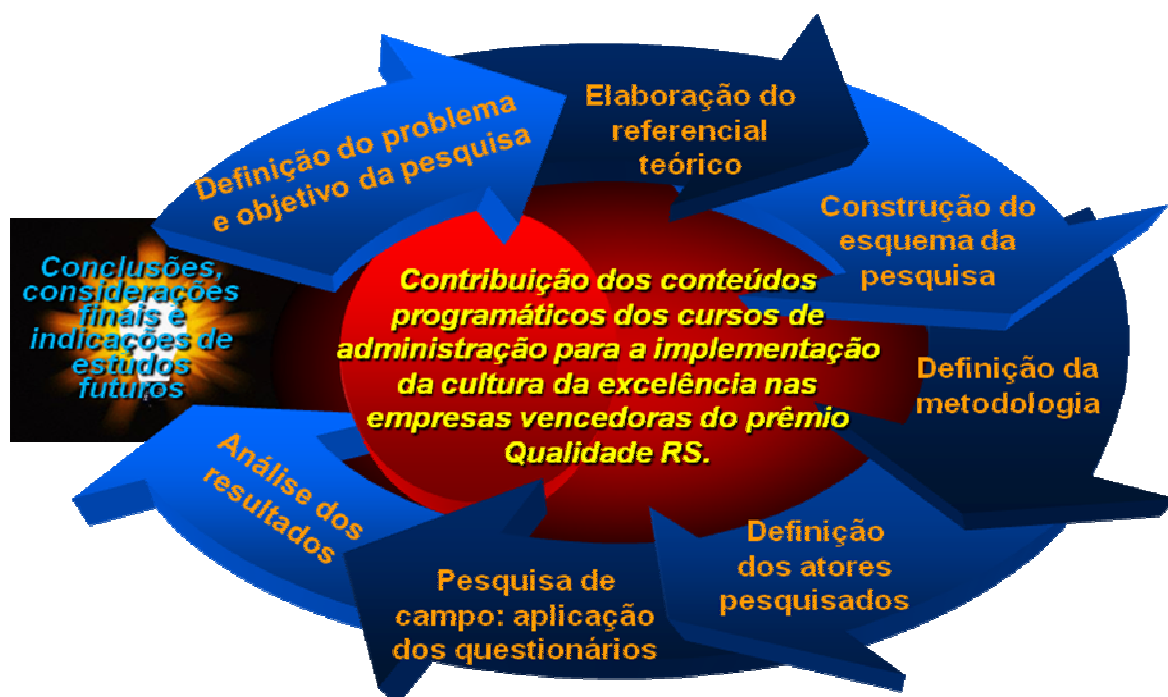 Definição do problema
e objetivo da pesquisa
Elaboração do
referencial
teórico
Construção do
esquema da
pesquisa
Definição da
metodologia
Definição
dos atores
pesquisados
Pesquisa de
campo: aplicação
dos questionários
Análise dos
resultados
Conclusões,
considerações
finais e
indicações de
estudos
futuros
Contribuição dos conteúdos
programáticos dos cursos de
administração para a implementação
da cultura da excelência nas
empresas vencedoras do prêmio
Qualidade RS.